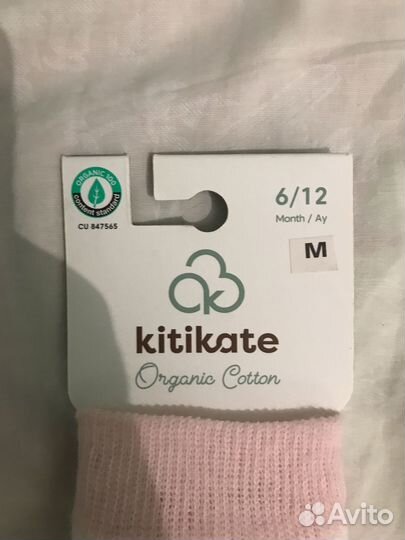 ORGANIC 100
content standard
CU 847565
6/12
Month / Ay
M
kitikate
Organic Cotton
Avito